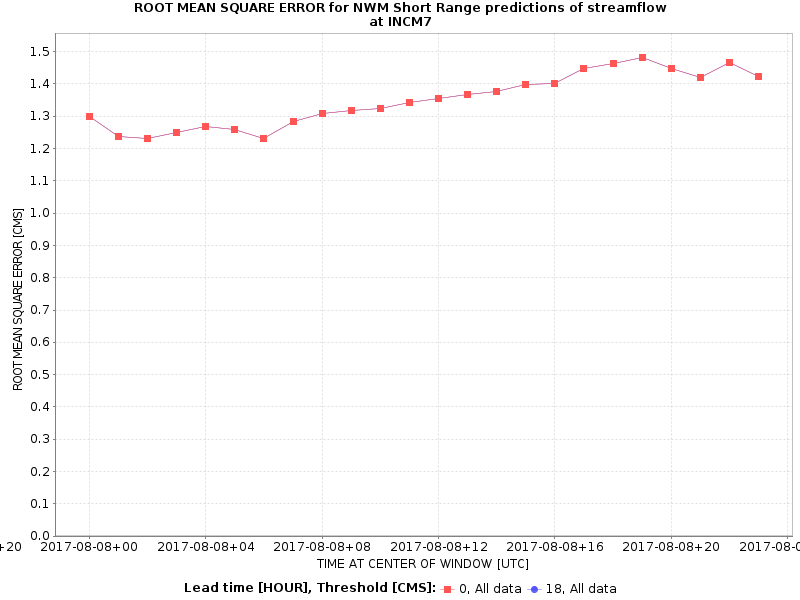 ROOT MEAN SQUARE ERROR for NWM Short Range predictions of streamflow
at INCM7
ROOT MEAN SQUARE ERROR [CMS]
1.5
1.4
1.3
1.2
1.1
1.0
0.9
0.8
0.7
0.6
0.5
0.4
0.3
0.2
0.1
0.0
+20 2017-08-08+00 2017-08-08+04 2017-08-08+08 2017-08-08+12 2017-08-08+16 2017-08-08+20 2017-08-0
TIME AT CENTER OF WINDOW [UTC]
Lead time [HOUR], Threshold [CMS]: 0, All data 18, All data